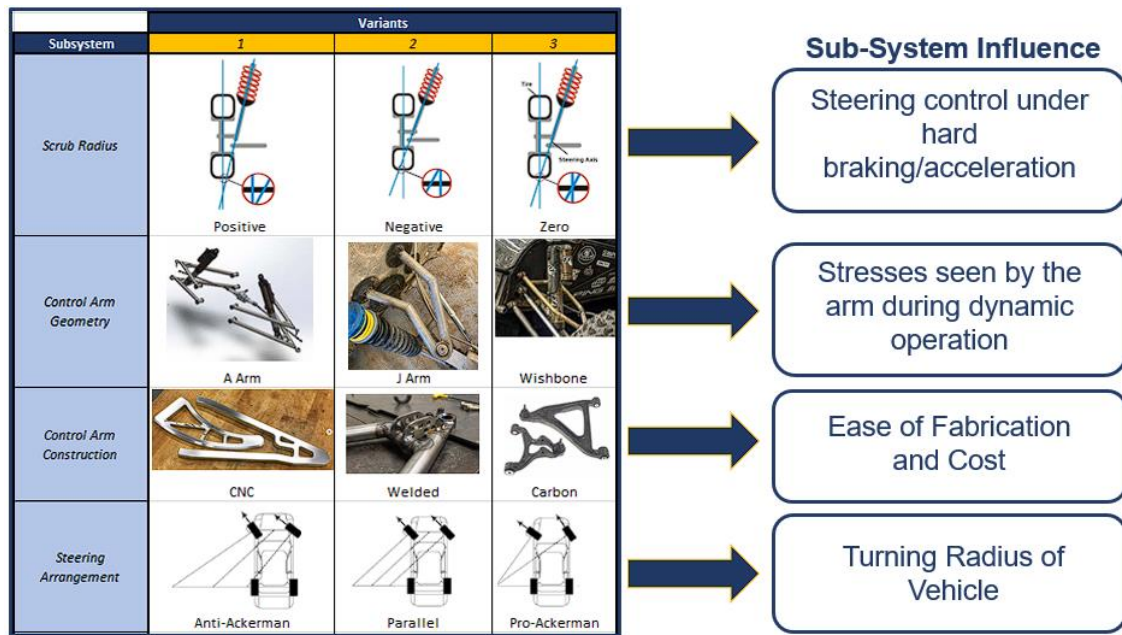 Variants
Subsystem
1
2
3
Sub-System Influence
Scrub Radius
Tire
Steering Axis
Positive
Negative
Zero
Steering control under
hard
braking/acceleration
Control Arm
Geometry
A Arm
J Arm
Wishbone
Stresses seen by the
arm during dynamic
operation
Control Arm
Construction
CNC
Welded
Carbon
Ease of Fabrication
and Cost
Steering
Arrangement
Anti-Ackerman
Parallel
Pro-Ackerman
Turning Radius of
Vehicle